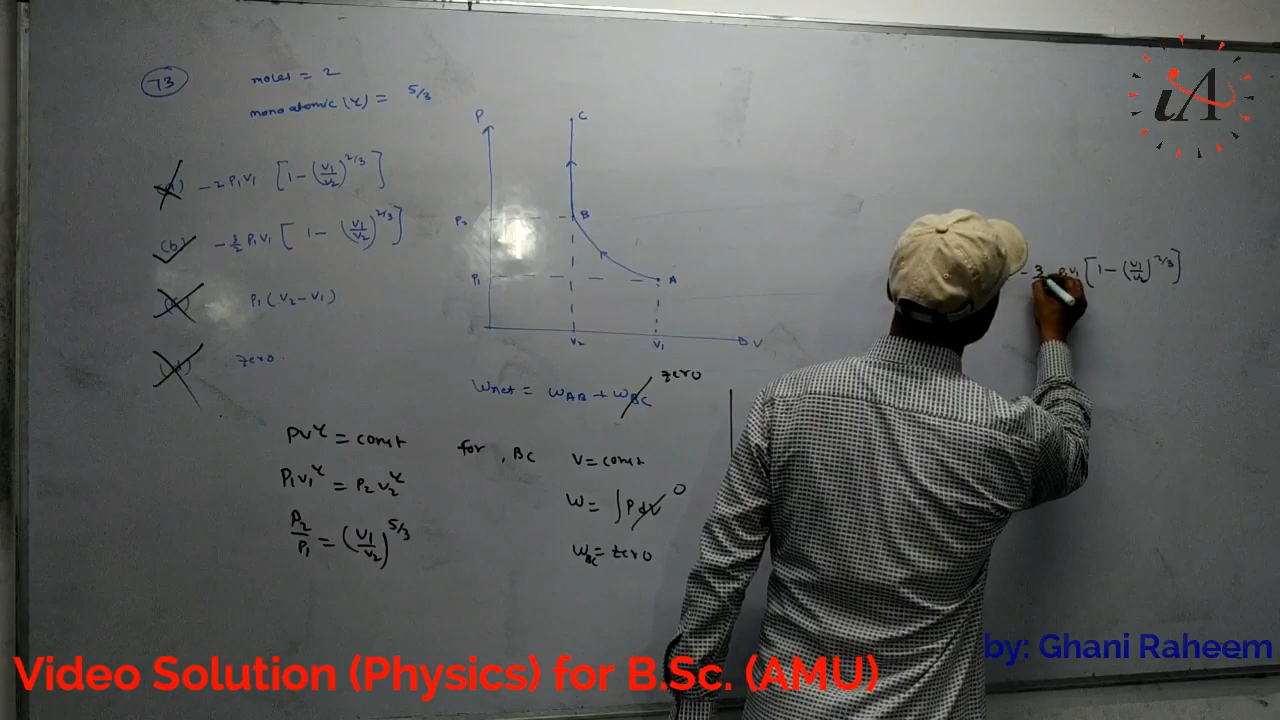 73
moles = 2
monoatomic (γ) = 5/3
(a) -2 P₁V₁ [1 - (V₁/V₂)^2/3]
(b) -3/2 P₁V₁ [1 - (V₁/V₂)^2/3]
P₁(V₂-V₁)
zero.
P
C
P₂
B
P₁
A
V₂
V₁
V
Wnet = WAB + WBC zero
PV^γ = const
P₁V₁^γ = P₂V₂^γ
P₂/P₁ = (V₁/V₂)^5/3
for, BC
V = const
W = ∫PdV 0
WBC = zero
- 3 P₁V₁ [1 - (V₁/V₂)^2/3]
iA
by: Ghani Raheem
Video Solution (Physics) for B.Sc. (AMU)